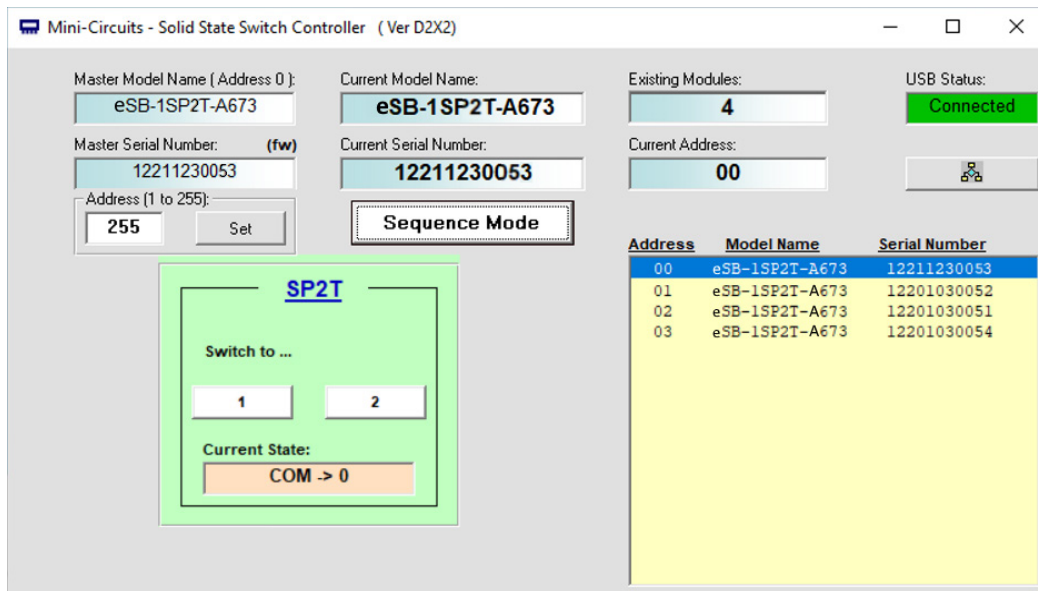 Mini-Circuits - Solid State Switch Controller ( Ver D2X2)
Master Model Name ( Address 0 ):
eSB-1SP2T-A673
Current Model Name:
eSB-1SP2T-A673
Existing Modules:
4
USB Status:
Connected
Master Serial Number: (fw)
12211230053
Current Serial Number:
12211230053
Current Address:
00
Address (1 to 255):
255
Set
Sequence Mode
SP2T
Switch to ...
1 2
Current State:
COM -> 0
Address Model Name Serial Number
00 eSB-1SP2T-A673 12211230053
01 eSB-1SP2T-A673 12201030052
02 eSB-1SP2T-A673 12201030051
03 eSB-1SP2T-A673 12201030054